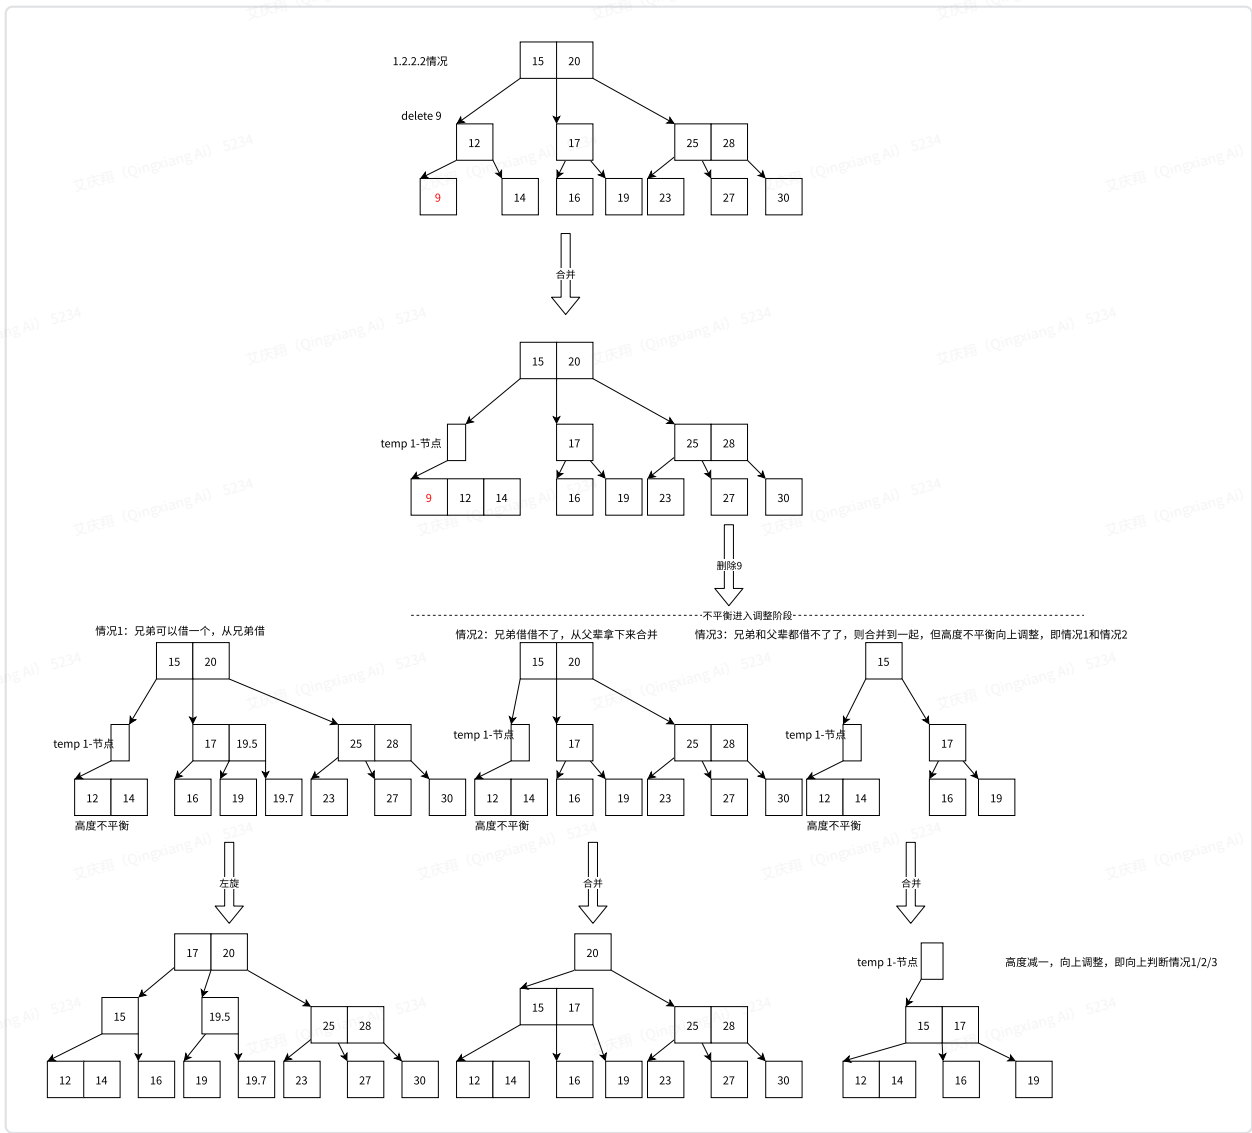 1.2.2.2情况
15 20
delete 9
12 17 25 28
9 14 16 19 23 27 30
合并
15 20
temp 1-节点 17 25 28
9 12 14 16 19 23 27 30
删除9
不平衡进入调整阶段
情况1：兄弟可以借一个，从兄弟借
情况2：兄弟借借不了，从父辈拿下来合并
情况3：兄弟和父辈都借不了了，则合并到一起，但高度不平衡向上调整，即情况1和情况2
15 20
15 20
15
temp 1-节点 17 19.5 25 28
temp 1-节点 17 25 28
temp 1-节点 17
12 14 16 19 19.7 23 27 30
12 14 16 19 23 27 30
12 14 16 19
高度不平衡
高度不平衡
高度不平衡
左旋
合并
合并
17 20
20
temp 1-节点
高度减一，向上调整，即向上判断情况1/2/3
15 19.5 25 28
15 17 25 28
15 17
12 14 16 19 19.7 23 27 30
12 14 16 19 23 27 30
12 14 16 19
艾庆翔（Qingxiang Ai） 5234